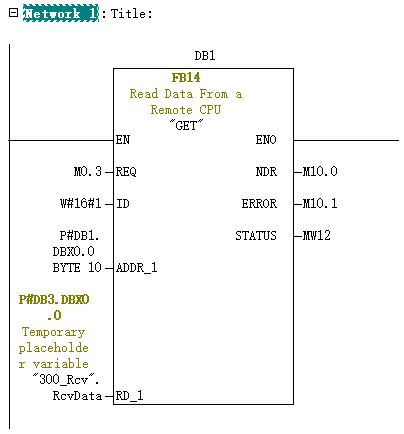 Network 1: Title:
DB1
FB14
Read Data From a
Remote CPU
"GET"
EN ENO
M0.3 REQ NDR M10.0
W#16#1 ID ERROR M10.1
P#DB1. STATUS MW12
DBX0.0
BYTE 10 ADDR_1
P#DB3.DBX0
.0
Temporary
placeholde
r variable
"300_Rcv".
RcvData RD_1